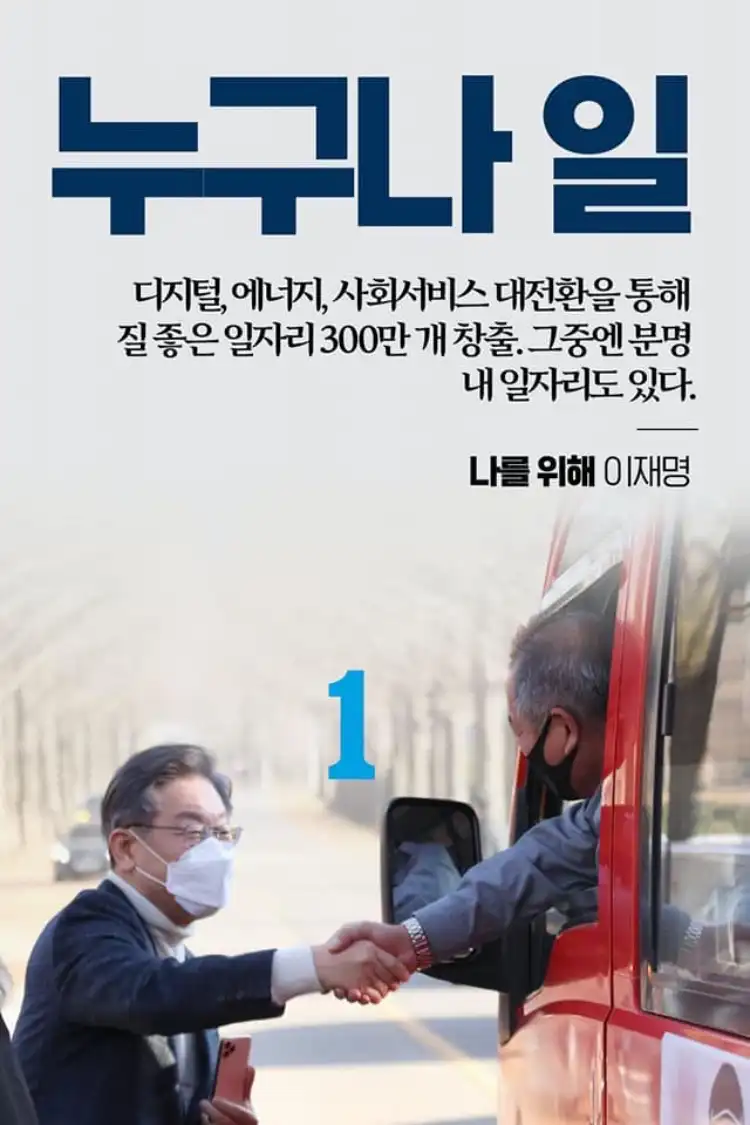 누구나 일
디지털, 에너지, 사회서비스 대전환을 통해
질 좋은 일자리 300만 개 창출. 그중엔 분명
내 일자리도 있다.
나를 위해 이재명
1